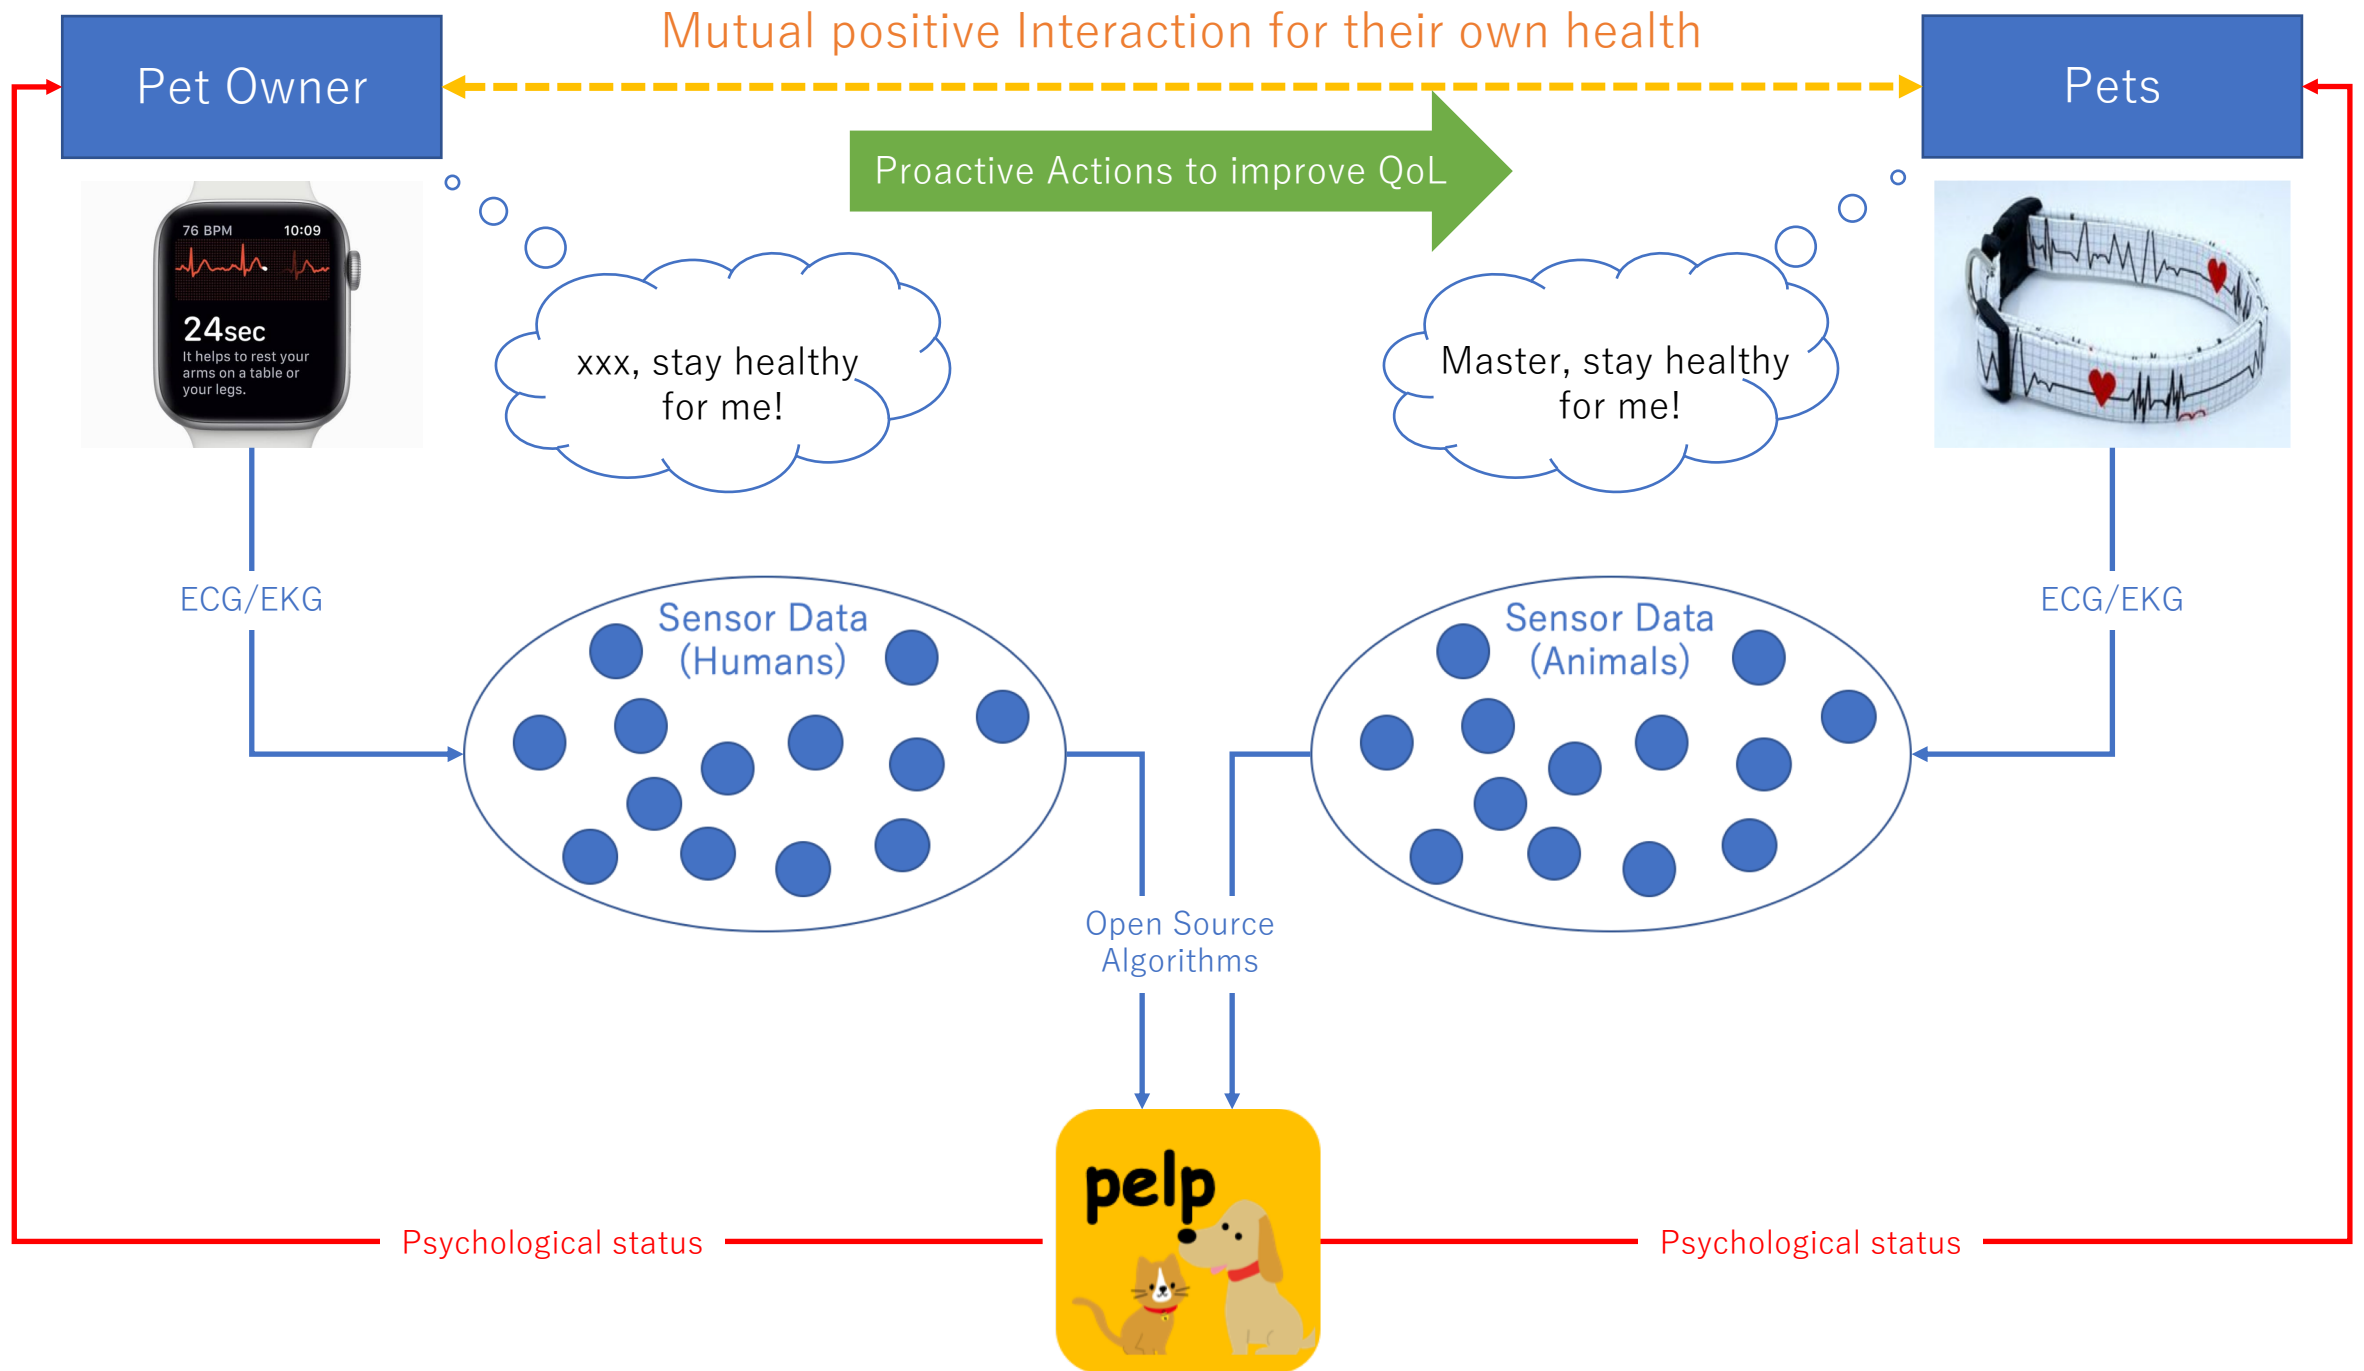 Mutual positive Interaction for their own health
Pet Owner
Pets
Proactive Actions to improve QoL
76 BPM
10:09
24sec
It helps to rest your
arms on a table or
your legs.
xxx, stay healthy
for me!
Master, stay healthy
for me!
ECG/EKG
ECG/EKG
Sensor Data
(Humans)
Sensor Data
(Animals)
Open Source
Algorithms
pelp
Psychological status
Psychological status